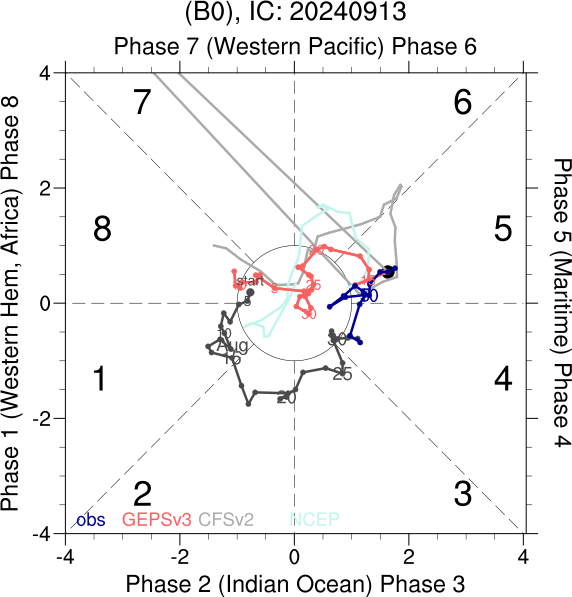 (B0), IC: 20240913
Phase 7 (Western Pacific) Phase 6
Phase 1 (Western Hem, Africa) Phase 8
Phase 5 (Maritime) Phase 4
4
2
0
-2
-4
7
6
8
5
1
4
2
3
start
5
10
Aug
15
20
25
30
25
30
obs GEPSv3 CFSv2 NCEP
-4 -2 0 2 4
Phase 2 (Indian Ocean) Phase 3